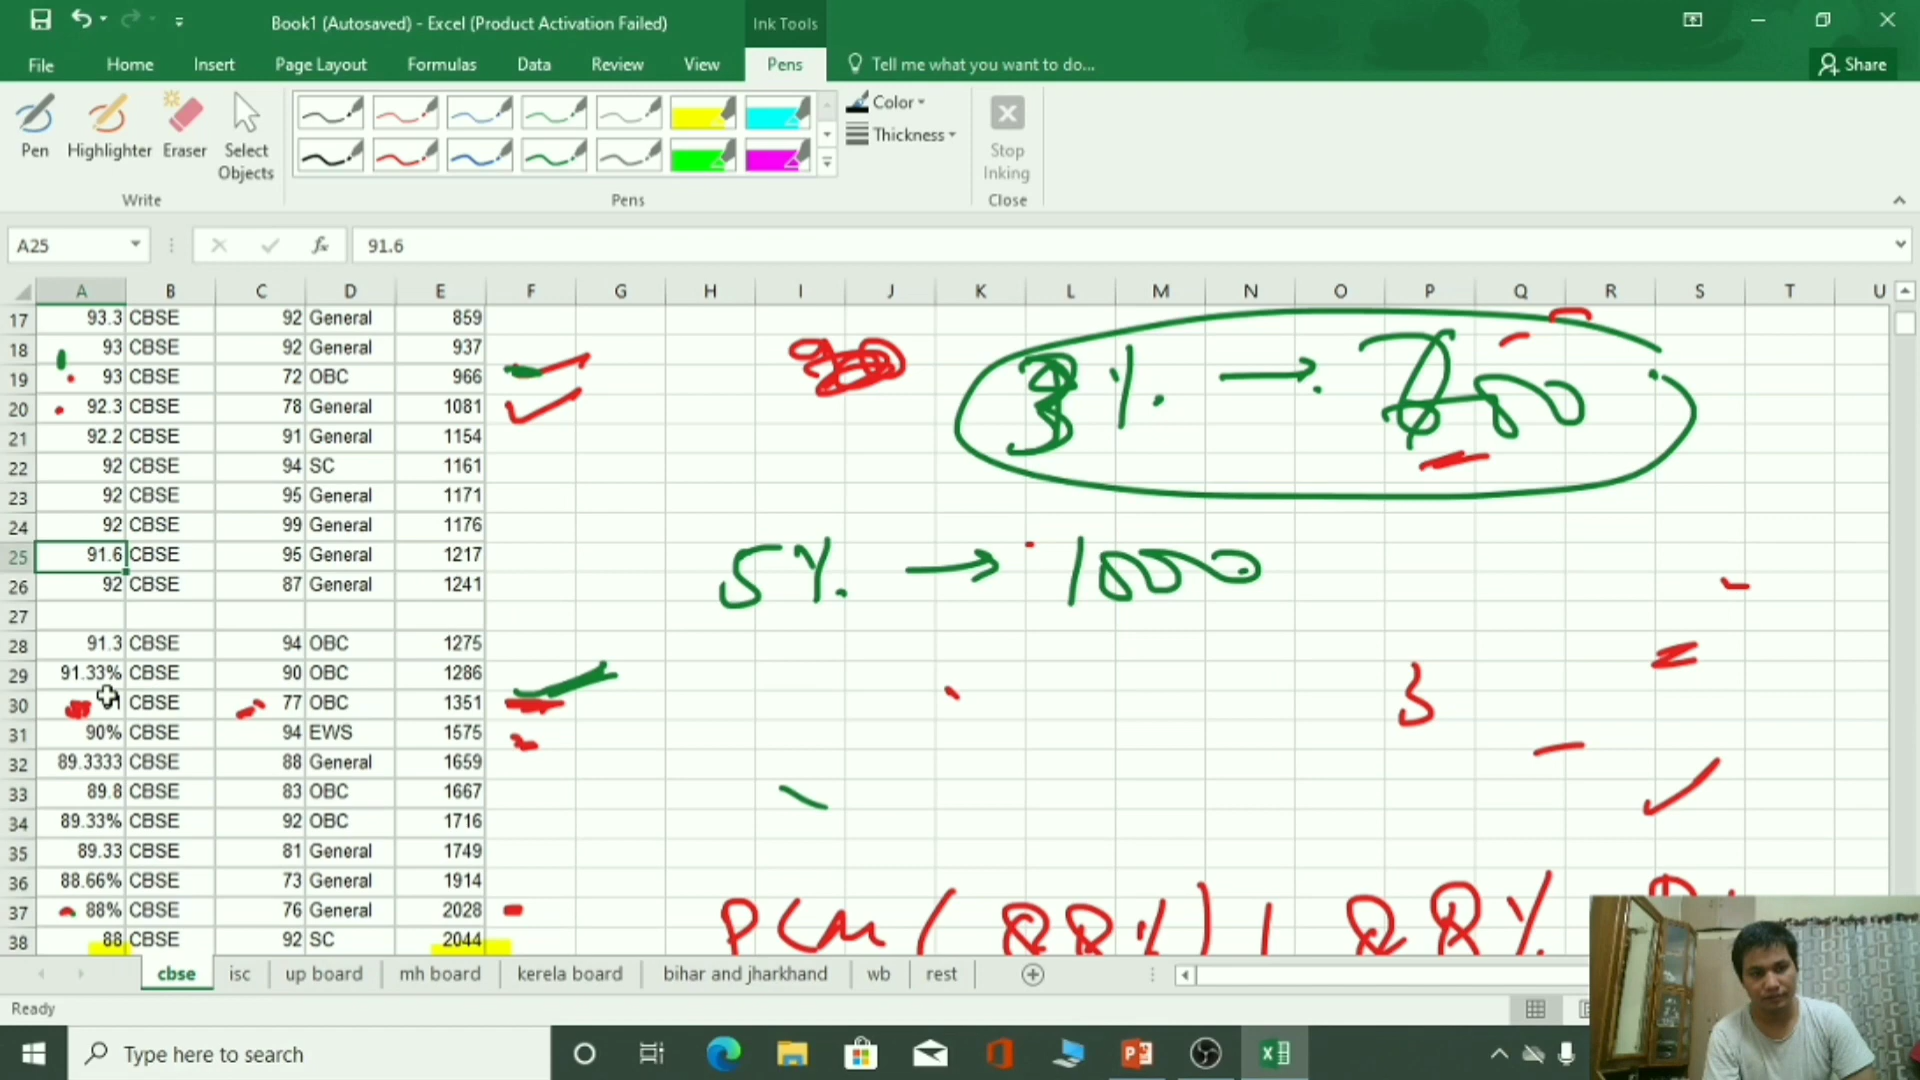 Book1 (Autosaved) - Excel (Product Activation Failed)
Ink Tools
File Home Insert Page Layout Formulas Data Review View Pens Tell me what you want to do... Share
Pen Highlighter Eraser Select Objects
Color
Thickness
Stop Inking
Write Pens Close
A25 fx 91.6
A B C D E F G H I J K L M N O P Q R S T U
17 93.3 CBSE 92 General 859
18 93 CBSE 92 General 937
19 93 CBSE 72 OBC 966
20 92.3 CBSE 78 General 1081
21 92.2 CBSE 91 General 1154
22 92 CBSE 94 SC 1161
23 92 CBSE 95 General 1171
24 92 CBSE 99 General 1176
25 91.6 CBSE 95 General 1217
26 92 CBSE 87 General 1241
27
28 91.3 CBSE 94 OBC 1275
29 91.33% CBSE 90 OBC 1286
30 CBSE 77 OBC 1351
31 90% CBSE 94 EWS 1575
32 89.3333 CBSE 88 General 1659
33 89.8 CBSE 83 OBC 1667
34 89.33% CBSE 92 OBC 1716
35 89.33 CBSE 81 General 1749
36 88.66% CBSE 73 General 1914
37 88% CBSE 76 General 2028
38 88 CBSE 92 SC 2044
3 % →
5 % → 1000
3
PCM ( 88 % ) | 88 %
cbse isc up board mh board kerela board bihar and jharkhand wb rest
Ready
Type here to search